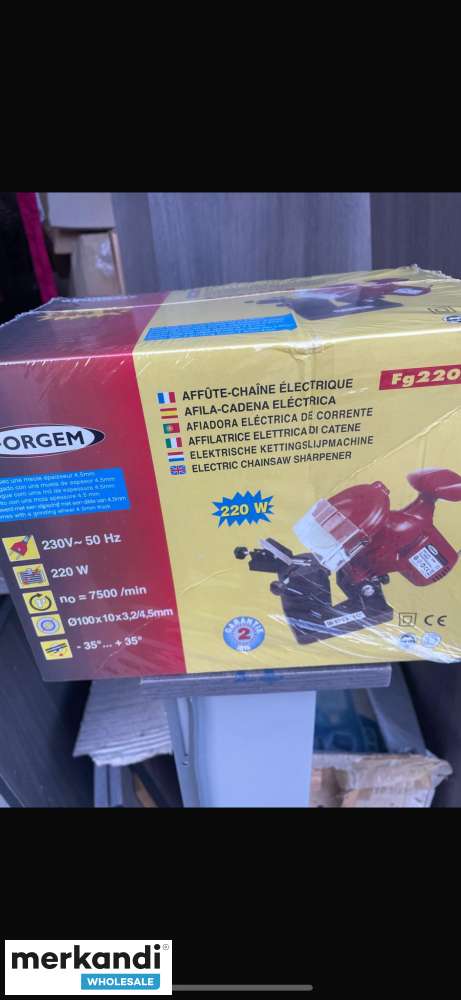 AFFÛTE-CHAÎNE ÉLECTRIQUE
AFILA-CADENA ELÉCTRICA
AFIADORA ELÉCTRICA DE CORRENTE
AFFILATRICE ELETTRICA DI CATENE
ELEKTRISCHE KETTINGSLIJPMACHINE
ELECTRIC CHAINSAW SHARPENER
Fg220
ORGEM
220 W
230V~ 50 Hz
220 W
no = 7500 /min
Ø100x10x3,2/4,5mm
- 35°... + 35°
GARANTIE
2
CE
merkandi®
WHOLESALE